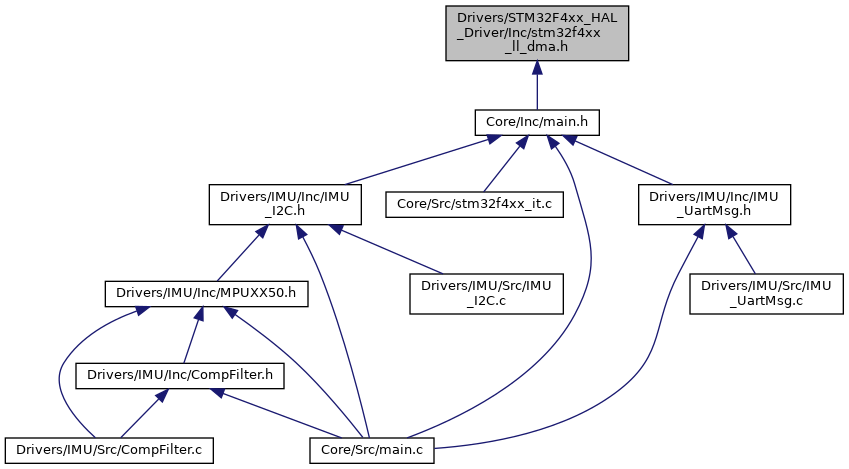 Drivers/STM32F4xx_HAL
_Driver/Inc/stm32f4xx
_ll_dma.h
Core/Inc/main.h
Drivers/IMU/Inc/IMU
_I2C.h
Core/Src/stm32f4xx_it.c
Drivers/IMU/Inc/IMU
_UartMsg.h
Drivers/IMU/Inc/MPUXX50.h
Drivers/IMU/Src/IMU
_I2C.c
Drivers/IMU/Src/IMU
_UartMsg.c
Drivers/IMU/Inc/CompFilter.h
Drivers/IMU/Src/CompFilter.c
Core/Src/main.c